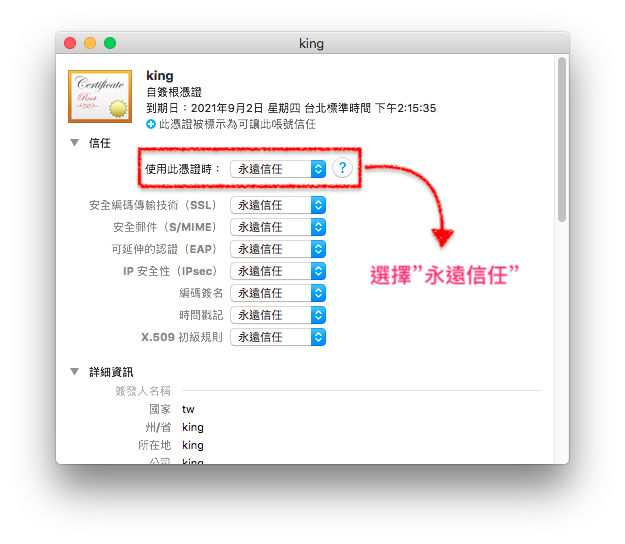 king
Certificate
Root
king
自簽根憑證
到期日：2021年9月2日 星期四 台北標準時間 下午2:15:35
此憑證被標示為可讓此帳號信任
信任
使用此憑證時： 永遠信任 ?
安全編碼傳輸技術（SSL） 永遠信任
安全郵件（S/MIME） 永遠信任
可延伸的認證（EAP） 永遠信任
IP 安全性（IPsec） 永遠信任
編碼簽名 永遠信任
時間戳記 永遠信任
X.509 初級規則 永遠信任
選擇”永遠信任”
詳細資訊
簽發人名稱
國家 tw
州/省 king
所在地 king
公司 king